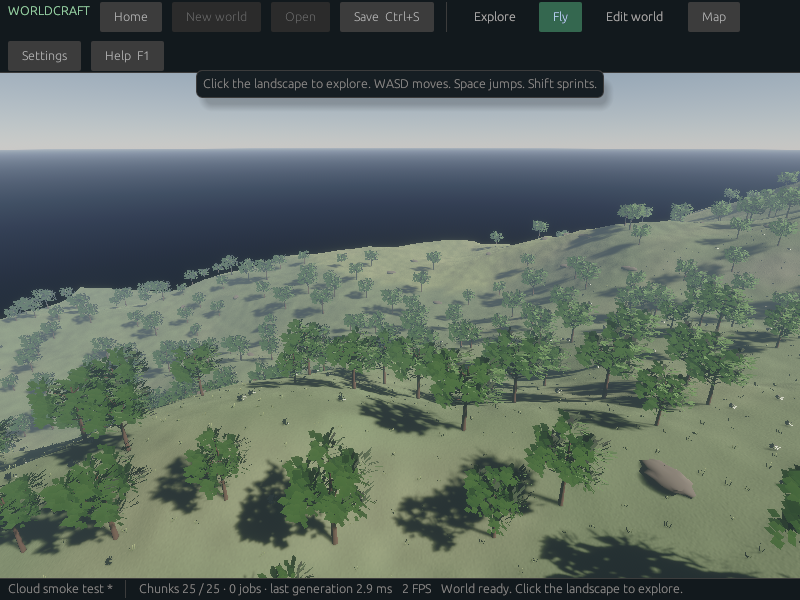 WORLDCRAFT Home New world Open Save Ctrl+S Explore Fly Edit world Map
Settings Help F1
Click the landscape to explore. WASD moves. Space jumps. Shift sprints.
Cloud smoke test * Chunks 25 / 25 · 0 jobs · last generation 2.9 ms 2 FPS World ready. Click the landscape to explore.